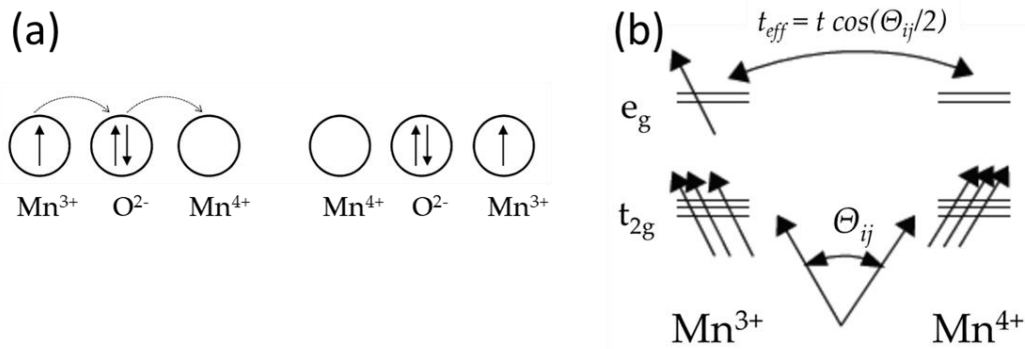 (a)
Mn³⁺ O²⁻ Mn⁴⁺ Mn⁴⁺ O²⁻ Mn³⁺
(b)
t_eff = t cos(Θ_ij/2)
e_g
t_2g
Θ_ij
Mn³⁺ Mn⁴⁺